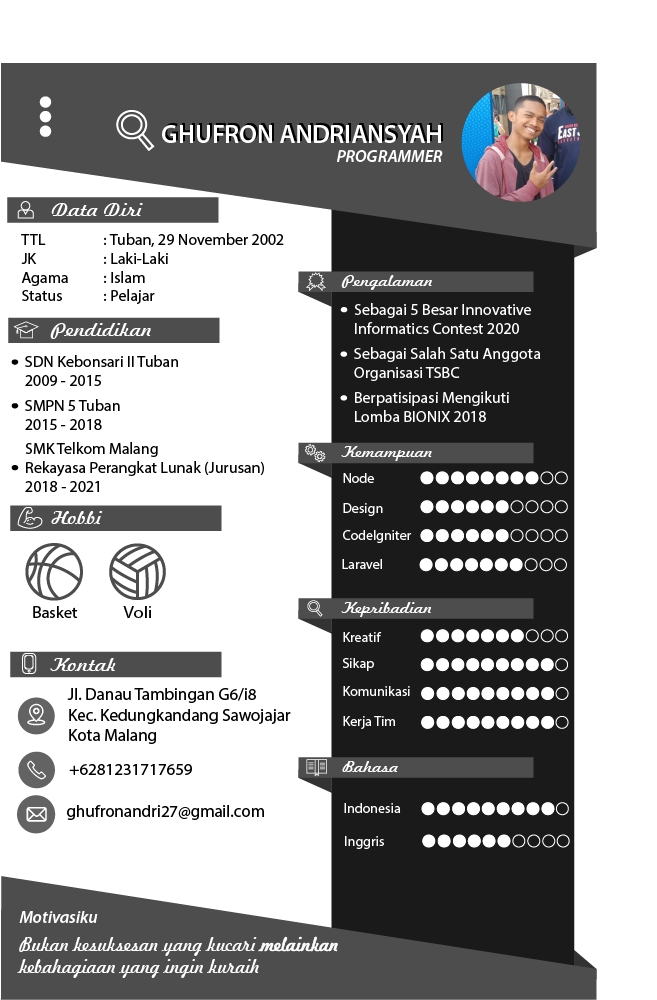 GHUFRON ANDRIANSYAH
PROGRAMMER
EAST
Data Diri
TTL : Tuban, 29 November 2002
JK : Laki-Laki
Agama : Islam
Status : Pelajar
Pendidikan
• SDN Kebonsari II Tuban
2009 - 2015
• SMPN 5 Tuban
2015 - 2018
SMK Telkom Malang
• Rekayasa Perangkat Lunak (Jurusan)
2018 - 2021
Hobbi
Basket Voli
Kontak
Jl. Danau Tambingan G6/i8
Kec. Kedungkandang Sawojajar
Kota Malang
+6281231717659
ghufronandri27@gmail.com
Pengalaman
• Sebagai 5 Besar Innovative
Informatics Contest 2020
• Sebagai Salah Satu Anggota
Organisasi TSBC
• Berpatisipasi Mengikuti
Lomba BIONIX 2018
Kemampuan
Node
Design
CodeIgniter
Laravel
Kepribadian
Kreatif
Sikap
Komunikasi
Kerja Tim
Bahasa
Indonesia
Inggris
Motivasiku
Bukan kesuksesan yang kucari melainkan
kebahagiaan yang ingin kuraih